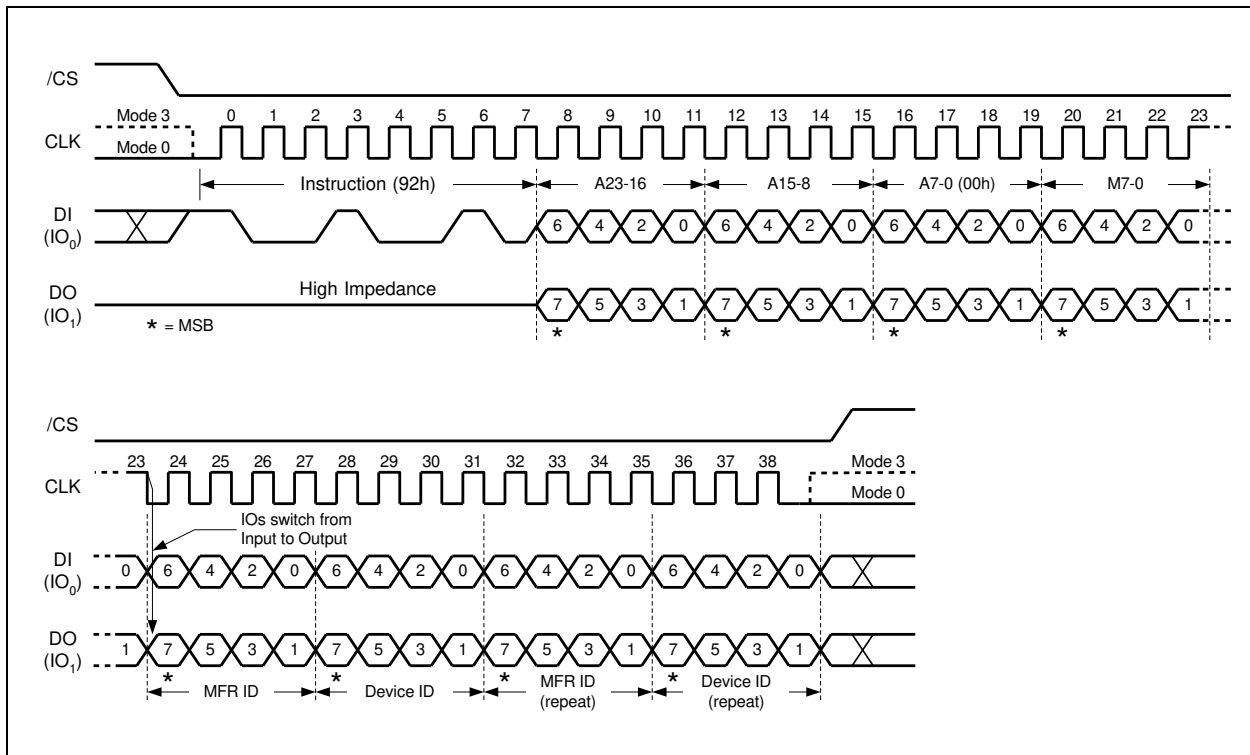 /CS
Mode 3 0 1 2 3 4 5 6 7 8 9 10 11 12 13 14 15 16 17 18 19 20 21 22 23
CLK
Mode 0
Instruction (92h) A23-16 A15-8 A7-0 (00h) M7-0
DI
(IO0)
6 4 2 0 6 4 2 0 6 4 2 0 6 4 2 0
High Impedance
DO
(IO1)
7 5 3 1 7 5 3 1 7 5 3 1 7 5 3 1
* = MSB
* * * *
/CS
23 24 25 26 27 28 29 30 31 32 33 34 35 36 37 38 Mode 3
CLK
Mode 0
IOs switch from
Input to Output
DI
(IO0)
0 6 4 2 0 6 4 2 0 6 4 2 0 6 4 2 0
DO
(IO1)
1 7 5 3 1 7 5 3 1 7 5 3 1 7 5 3 1
* * * *
MFR ID Device ID MFR ID
(repeat)
Device ID
(repeat)